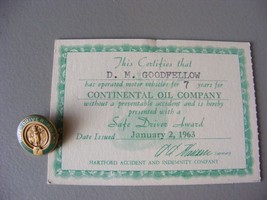 This Certifies that
D. M. GOODFELLOW
has operated motor vehicles for 7 years for
CONTINENTAL OIL COMPANY
without a preventable accident and is hereby
presented with a
Safe Driver Award
Date Issued January 2, 1963
HARTFORD ACCIDENT AND INDEMNITY COMPANY